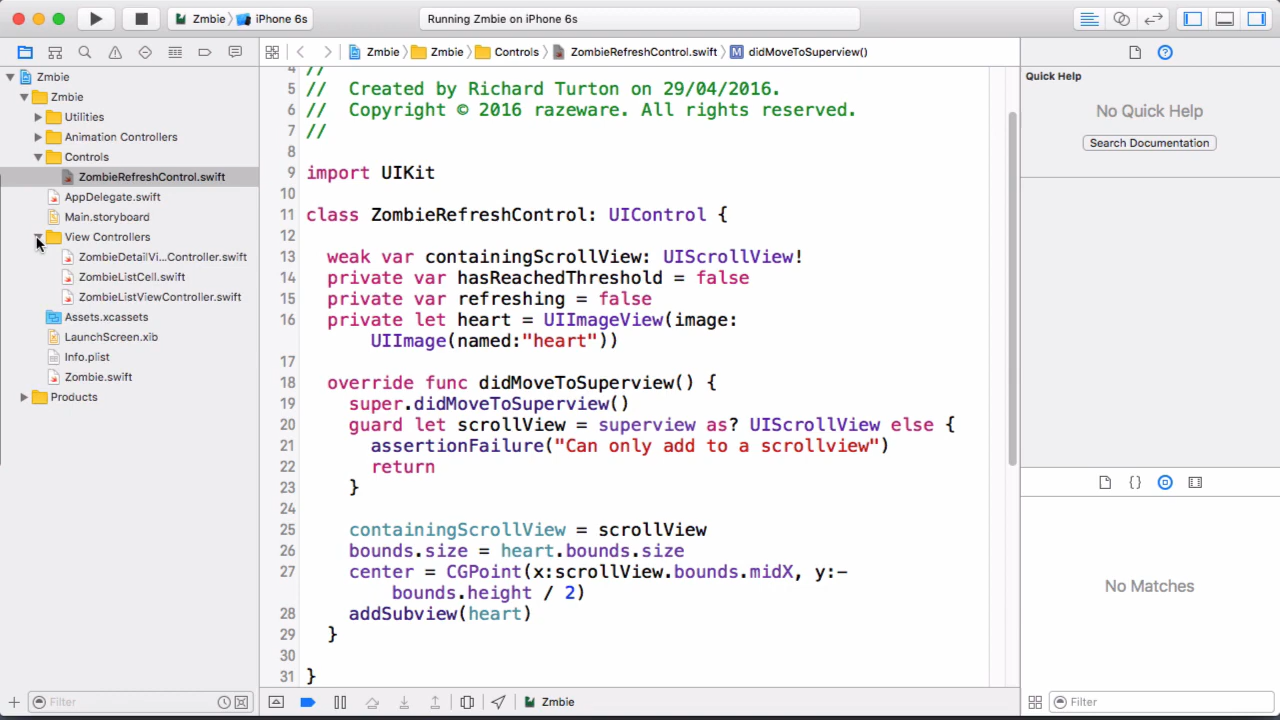 Zmbie
iPhone 6s
Running Zmbie on iPhone 6s
Zmbie
Zmbie
Controls
ZombieRefreshControl.swift
didMoveToSuperview()
Zmbie
Zmbie
Utilities
Animation Controllers
Controls
ZombieRefreshControl.swift
AppDelegate.swift
Main.storyboard
View Controllers
ZombieDetailVi...Controller.swift
ZombieListCell.swift
ZombieListViewController.swift
Assets.xcassets
LaunchScreen.xib
Info.plist
Zombie.swift
Products
Filter
4 //
5 // Created by Richard Turton on 29/04/2016.
6 // Copyright © 2016 razeware. All rights reserved.
7 //
8
9 import UIKit
10
11 class ZombieRefreshControl: UIControl {
12
13 weak var containingScrollView: UIScrollView!
14 private var hasReachedThreshold = false
15 private var refreshing = false
16 private let heart = UIImageView(image:
UIImage(named:"heart"))
17
18 override func didMoveToSuperview() {
19 super.didMoveToSuperview()
20 guard let scrollView = superview as? UIScrollView else {
21 assertionFailure("Can only add to a scrollview")
22 return
23 }
24
25 containingScrollView = scrollView
26 bounds.size = heart.bounds.size
27 center = CGPoint(x:scrollView.bounds.midX, y:-
bounds.height / 2)
28 addSubview(heart)
29 }
30
31 }
Zmbie
Quick Help
No Quick Help
Search Documentation
{}
No Matches
Filter